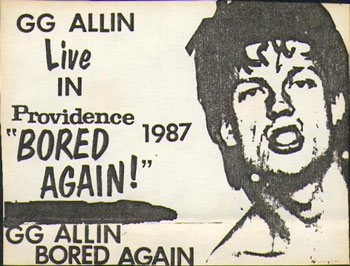 GG ALLIN
Live
IN
Providence
1987
"BORED
AGAIN!"
GG ALLIN
BORED AGAIN